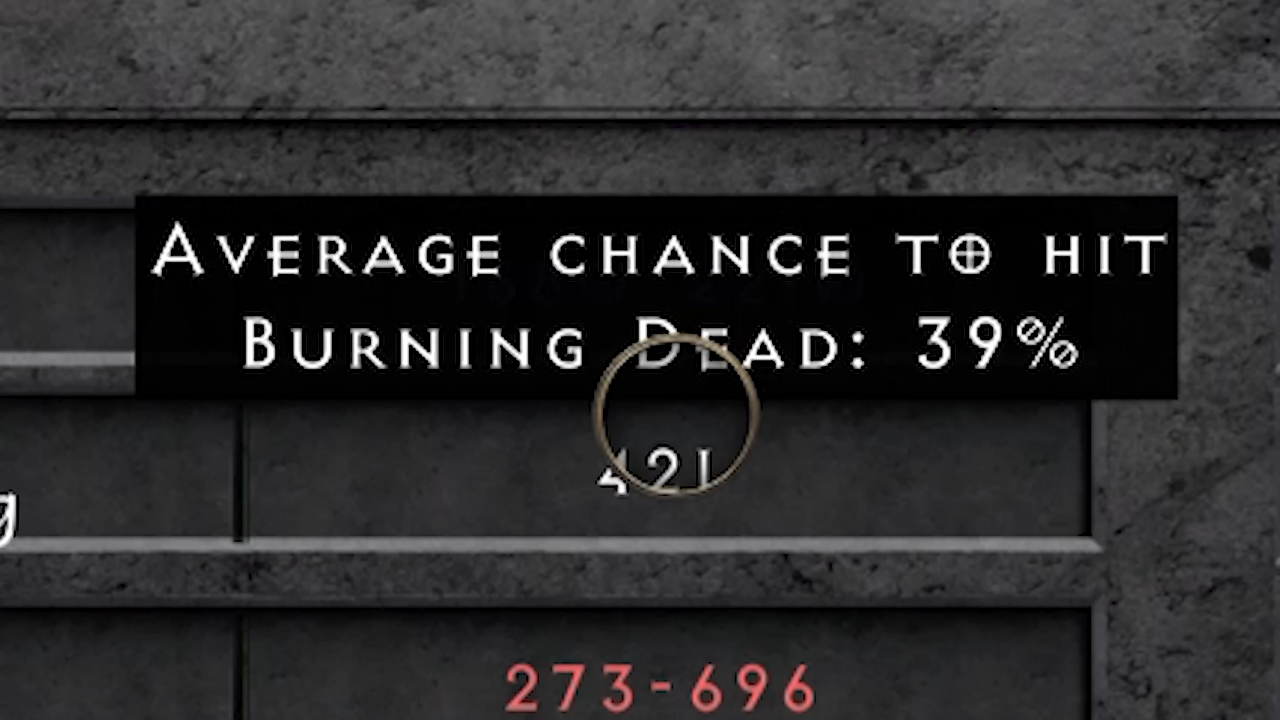 Average chance to hit
Burning Dead: 39%
421
g
273-696